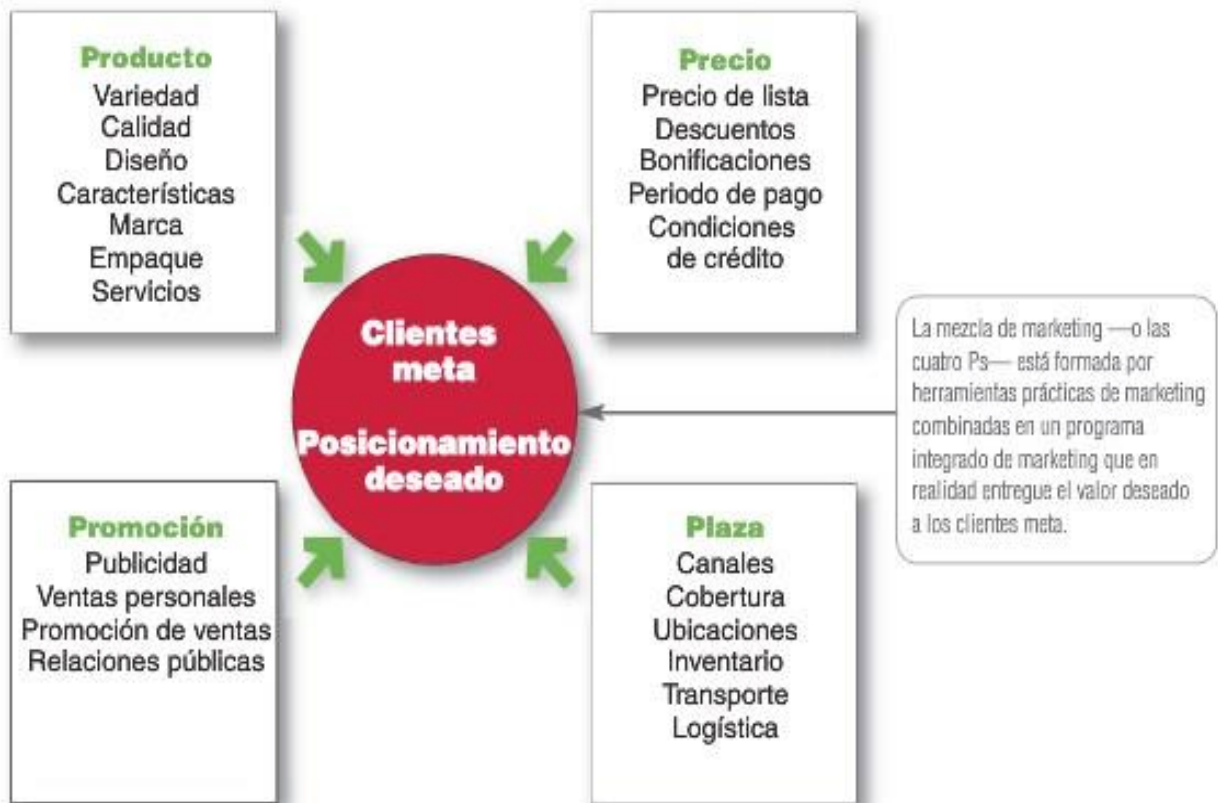 Producto
Variedad
Calidad
Diseño
Características
Marca
Empaque
Servicios
Precio
Precio de lista
Descuentos
Bonificaciones
Periodo de pago
Condiciones
de crédito
Clientes
meta
Posicionamiento
deseado
La mezcla de marketing —o las
cuatro Ps— está formada por
herramientas prácticas de marketing
combinadas en un programa
integrado de marketing que en
realidad entregue el valor deseado
a los clientes meta.
Promoción
Publicidad
Ventas personales
Promoción de ventas
Relaciones públicas
Plaza
Canales
Cobertura
Ubicaciones
Inventario
Transporte
Logística